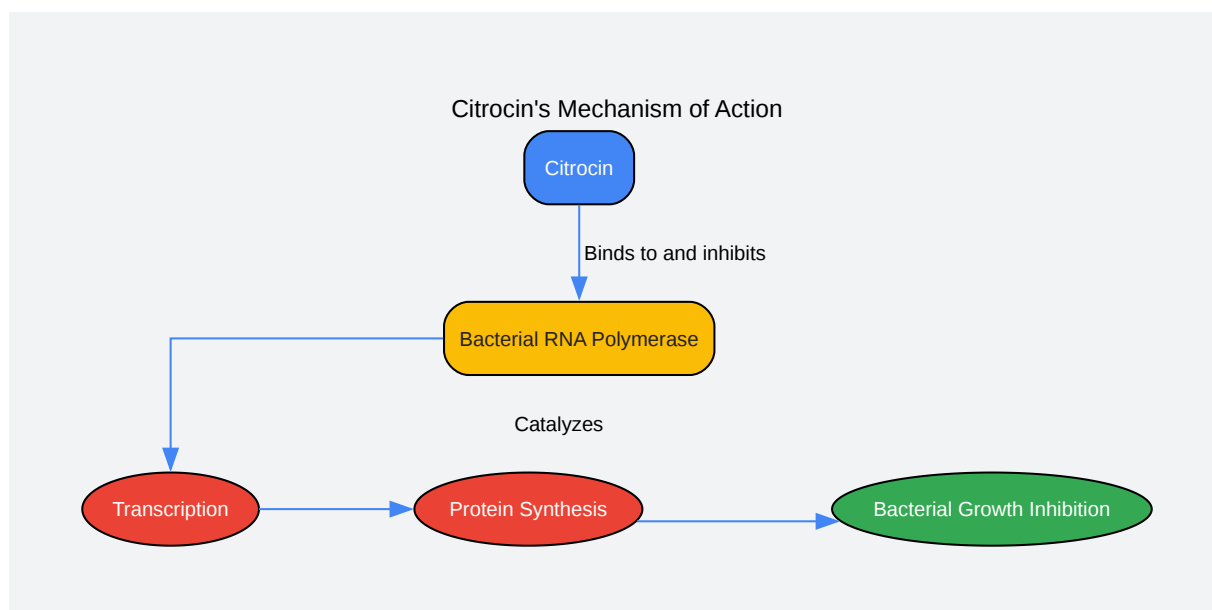 Citrocin's Mechanism of Action
Citrocin
Binds to and inhibits
Bacterial RNA Polymerase
Catalyzes
Transcription
Protein Synthesis
Bacterial Growth Inhibition